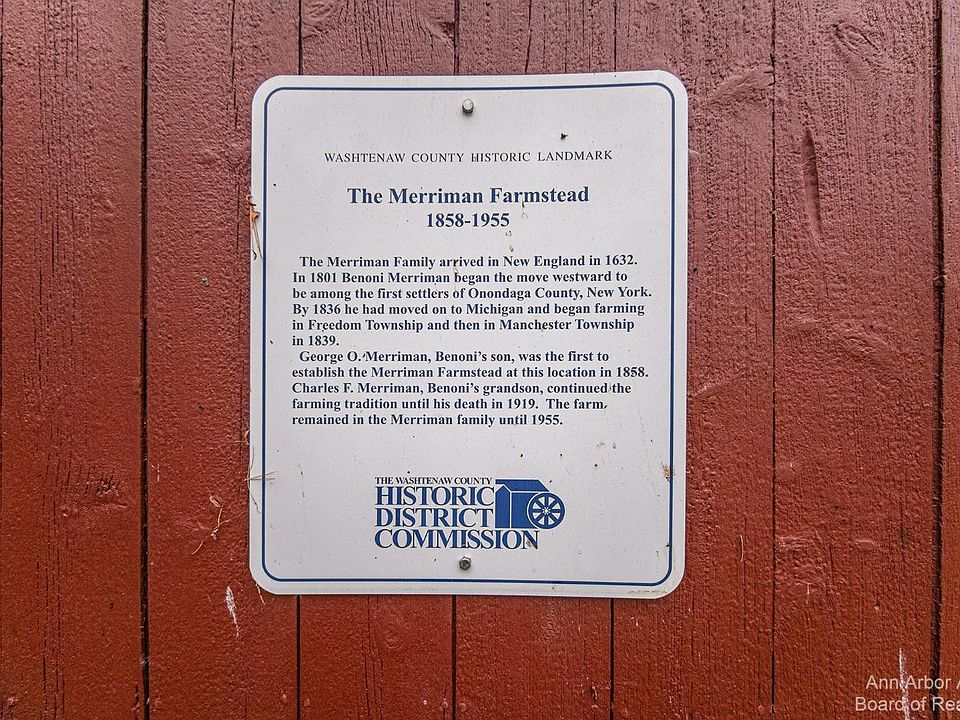 WASHTENAW COUNTY HISTORIC LANDMARK
The Merriman Farmstead
1858-1955
The Merriman Family arrived in New England in 1632.
In 1801 Benoni Merriman began the move westward to
be among the first settlers of Onondaga County, New York.
By 1836 he had moved on to Michigan and began farming
in Freedom Township and then in Manchester Township
in 1839.
George O. Merriman, Benoni's son, was the first to
establish the Merriman Farmstead at this location in 1858.
Charles F. Merriman, Benoni's grandson, continued the
farming tradition until his death in 1919. The farm
remained in the Merriman family until 1955.
THE WASHTENAW COUNTY
HISTORIC
DISTRICT
COMMISSION
Ann Arbor
Board of